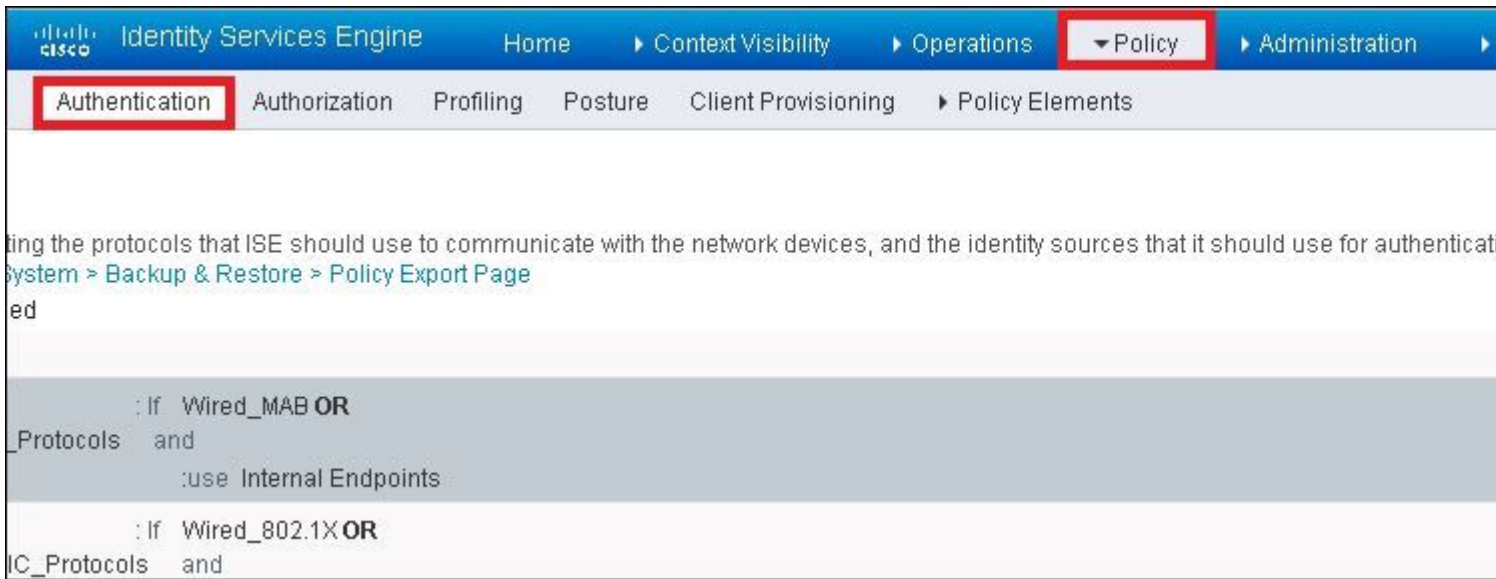 cisco Identity Services Engine Home Context Visibility Operations Policy Administration
Authentication Authorization Profiling Posture Client Provisioning Policy Elements
ting the protocols that ISE should use to communicate with the network devices, and the identity sources that it should use for authenticati
System > Backup & Restore > Policy Export Page
ed
: If Wired_MAB OR
_Protocols and
:use Internal Endpoints
: If Wired_802.1X OR
IC_Protocols and